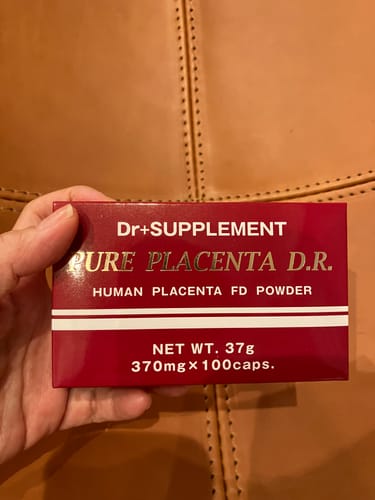 Dr+SUPPLEMENT
PURE PLACENTA D.R.
HUMAN PLACENTA FD POWDER
NET WT. 37g
370mg×100caps.